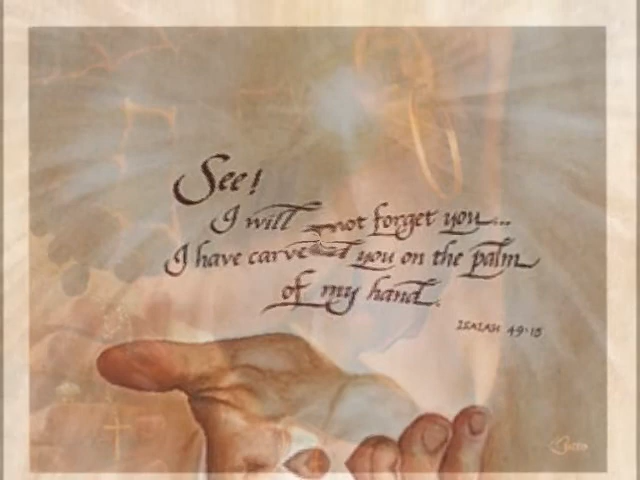 See!
I will not forget you...
I have carved you on the palm
of my hand.
ISAIAH 49:15